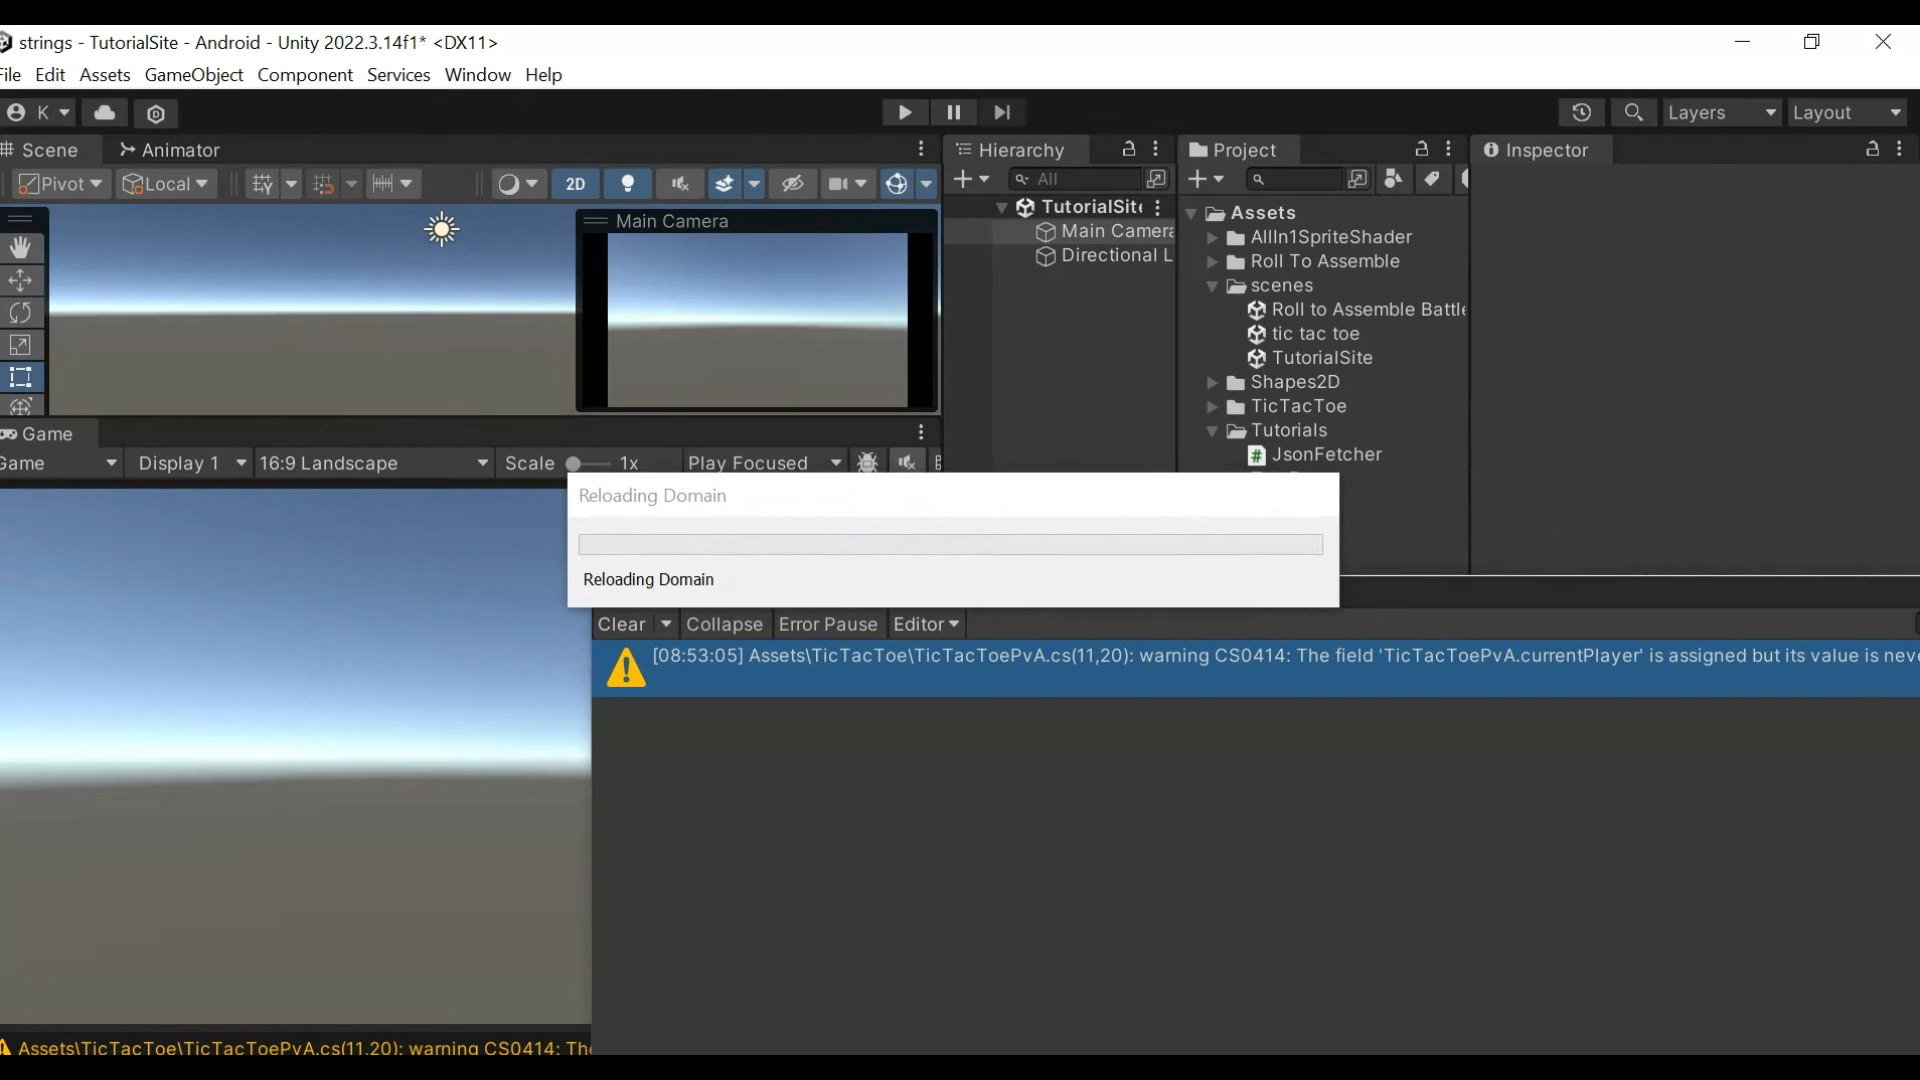 strings - TutorialSite - Android - Unity 2022.3.14f1* <DX11>
File Edit Assets GameObject Component Services Window Help
K
Layers
Layout
Scene
Animator
Hierarchy
Project
Inspector
Pivot
Local
2D
All
Main Camera
TutorialSite
Main Camera
Directional L
Assets
AllIn1SpriteShader
Roll To Assemble
scenes
Roll to Assemble Battle
tic tac toe
TutorialSite
Shapes2D
TicTacToe
Tutorials
JsonFetcher
Game
Game
Display 1
16:9 Landscape
Scale
1x
Play Focused
Reloading Domain
Reloading Domain
Clear
Collapse
Error Pause
Editor
[08:53:05] Assets\TicTacToe\TicTacToePvA.cs(11,20): warning CS0414: The field 'TicTacToePvA.currentPlayer' is assigned but its value is neve
Assets\TicTacToe\TicTacToePvA.cs(11,20): warning CS0414: The